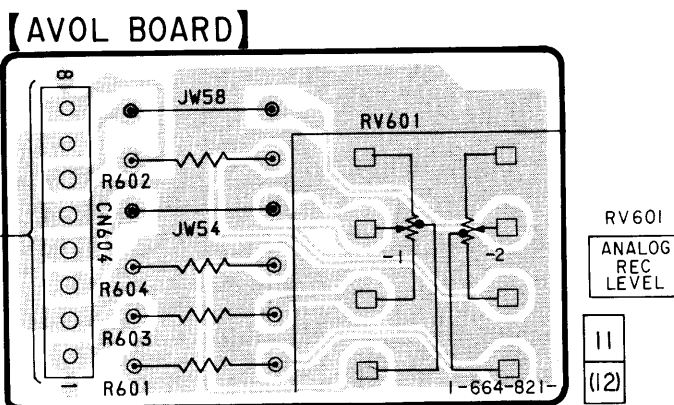 【AVOL BOARD】
8
JW58
RV601
R602
CN604
JW54
-1
-2
R604
R603
R601
1
1-664-821-
RV601
ANALOG
REC
LEVEL
11
(12)